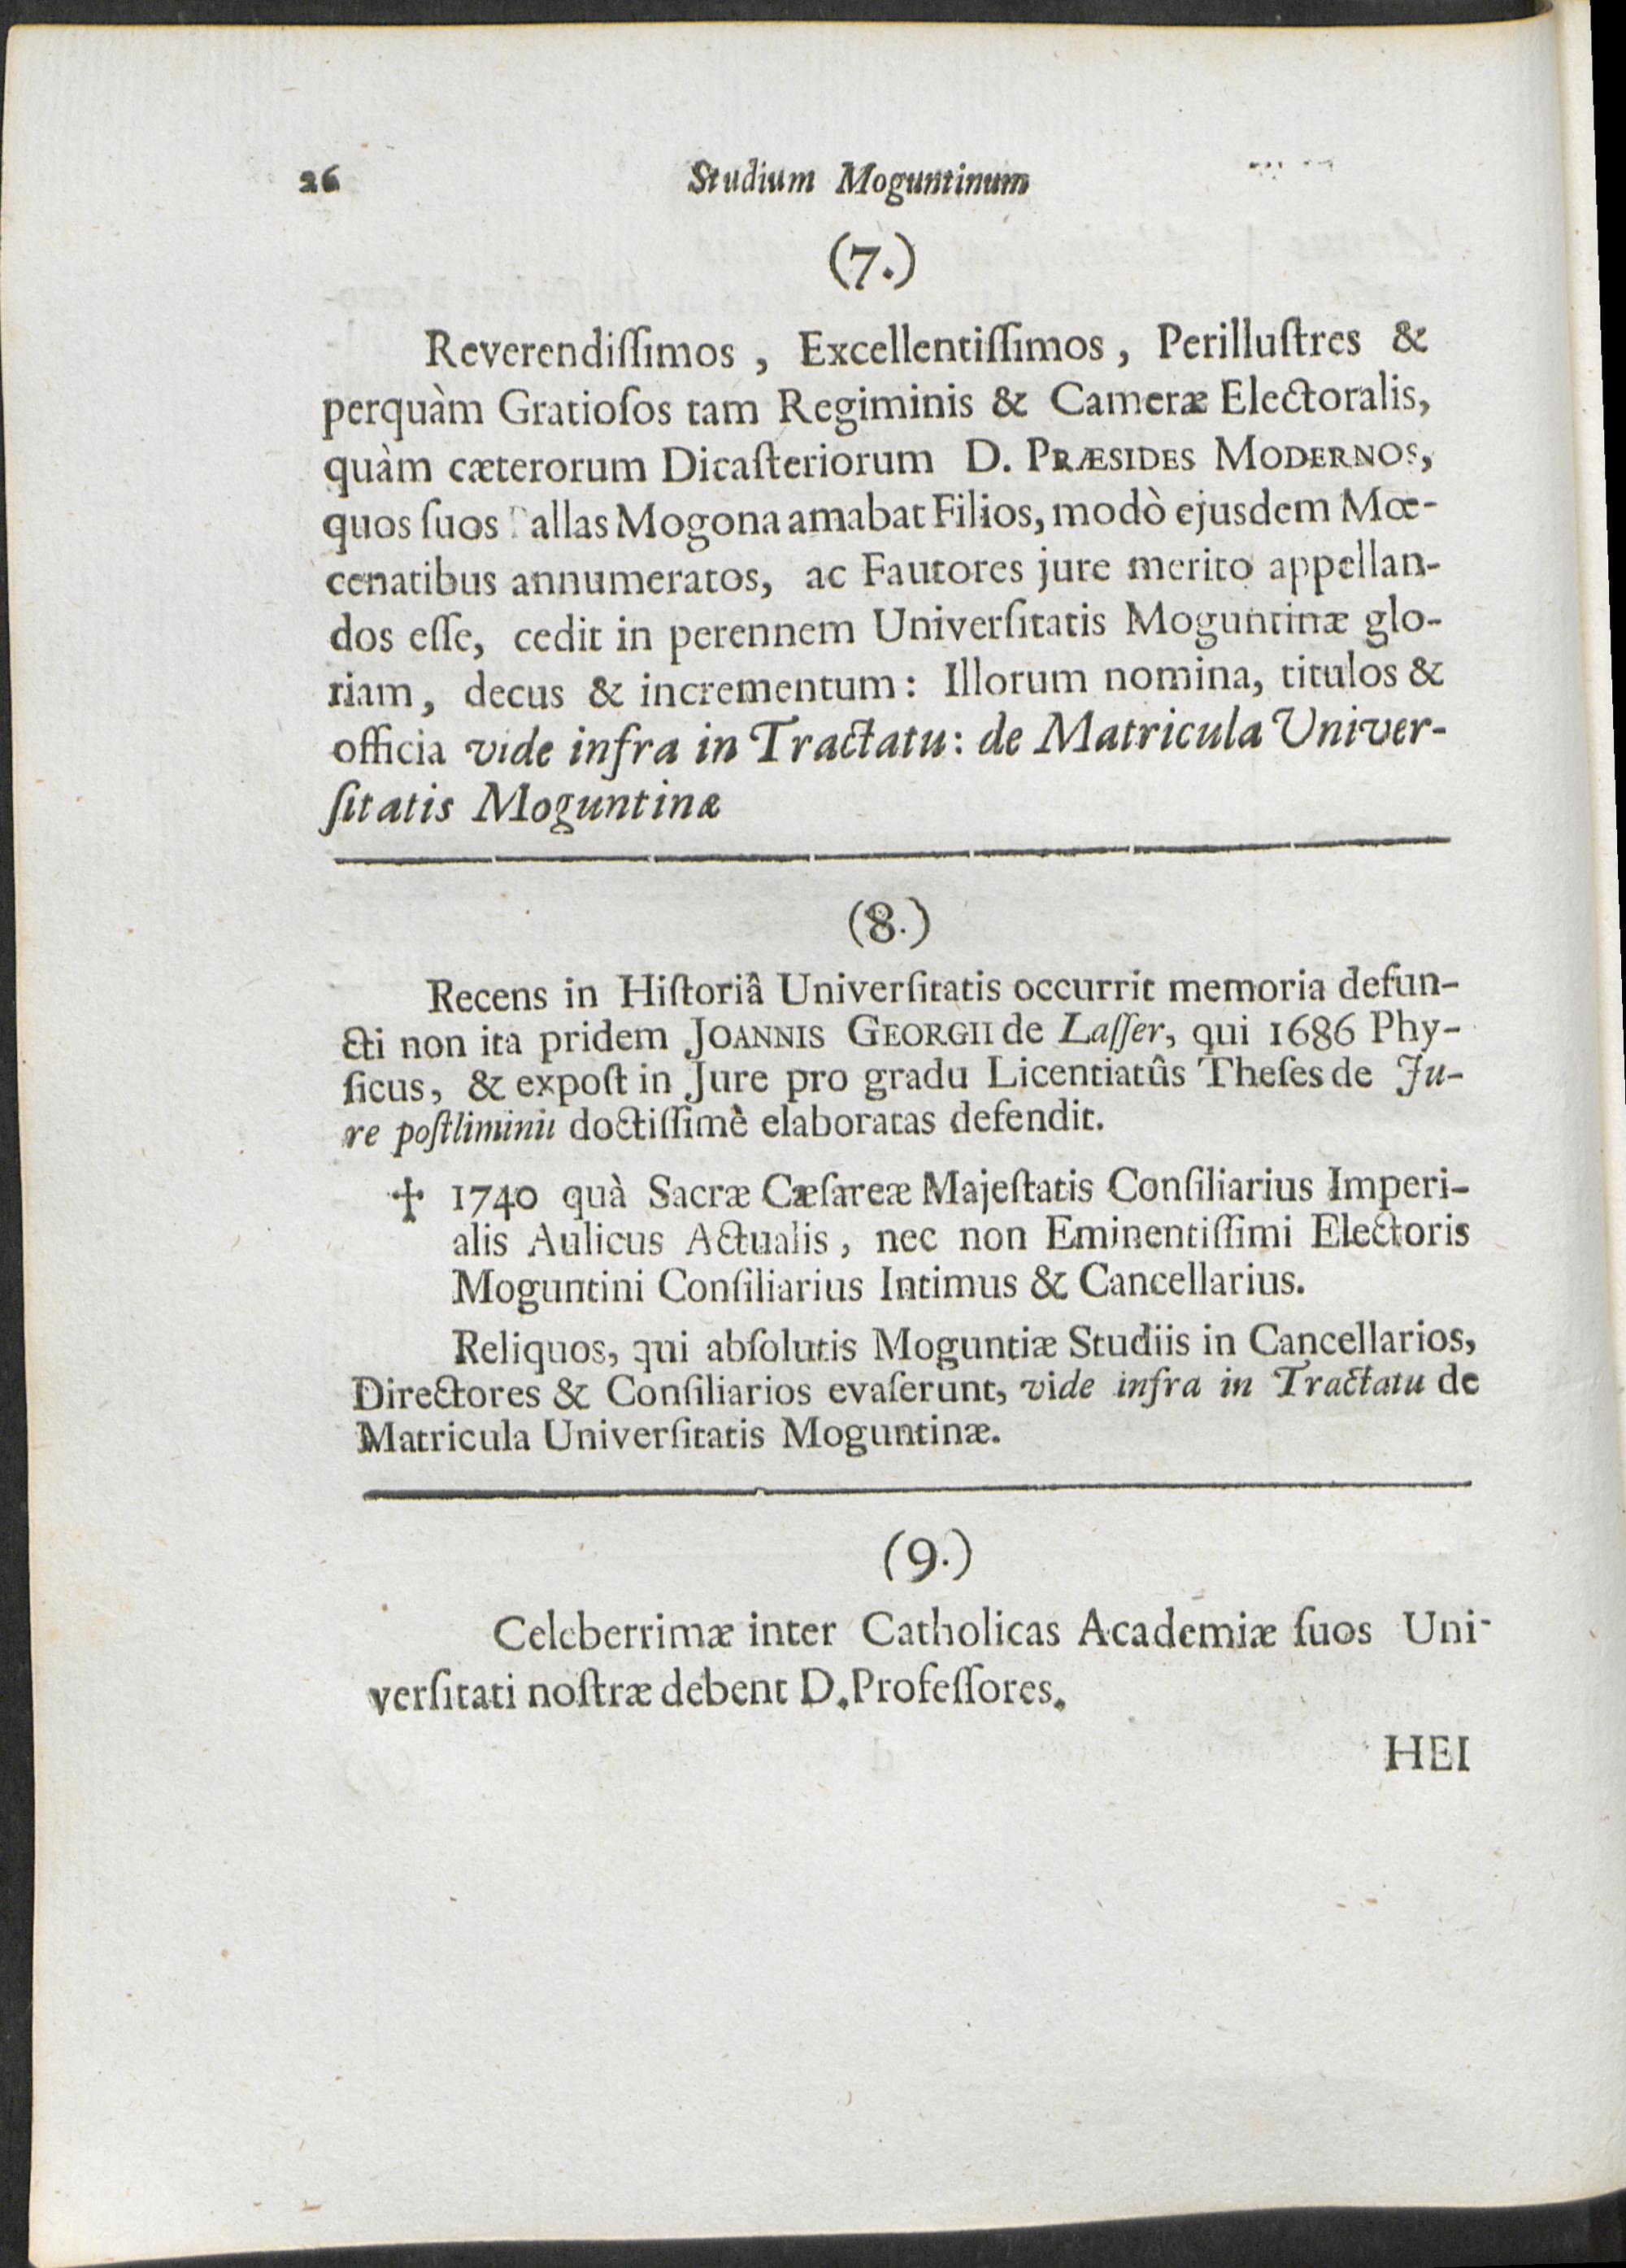 26 Studium Moguntinum
(7.)
Reverendiſſimos, Excellentiſſimos, Perilluſtres &
perquàm Gratioſos tam Regiminis & Cameræ Electoralis,
quàm cæterorum Dicaſteriorum D. PRÆSIDES MODERNOS,
quos ſuos Pallas Mogona amabat Filios, modò ejusdem Mœ-
cenatibus annumeratos, ac Fautores jure merito appellan-
dos eſſe, cedit in perennem Univerſitatis Moguntinæ glo-
riam, decus & incrementum: Illorum nomina, titulos &
officia vide infra in Tractatu: de Matricula Univer-
ſitatis Moguntinæ
(8.)
Recens in Hiſtoriâ Univerſitatis occurrit memoria defun-
cti non ita pridem JOANNIS GEORGII de Laſſer, qui 1686 Phy-
ſicus, & expoſt in Jure pro gradu Licentiatûs Theſes de Ju-
re poſtliminii doctiſſimè elaboratas defendit.
✝ 1740 quà Sacræ Cæſareæ Majeſtatis Conſiliarius Imperi-
alis Aulicus Actualis, nec non Eminentiſſimi Electoris
Moguntini Conſiliarius Intimus & Cancellarius.
Reliquos, qui abſolutis Moguntiæ Studiis in Cancellarios,
Directores & Conſiliarios evaſerunt, vide infra in Tractatu de
Matricula Univerſitatis Moguntinæ.
(9.)
Celeberrimæ inter Catholicas Academiæ ſuos Uni-
verſitati noſtræ debent D. Profeſſores.
HEI